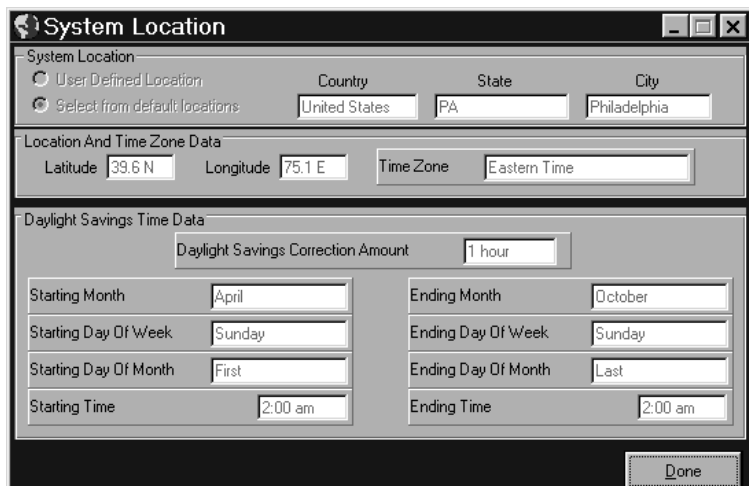 System Location
System Location
User Defined Location
Select from default locations
Country State City
United States PA Philadelphia
Location And Time Zone Data
Latitude 39.6 N Longitude 75.1 E Time Zone Eastern Time
Daylight Savings Time Data
Daylight Savings Correction Amount 1 hour
Starting Month April Ending Month October
Starting Day Of Week Sunday Ending Day Of Week Sunday
Starting Day Of Month First Ending Day Of Month Last
Starting Time 2:00 am Ending Time 2:00 am
Done